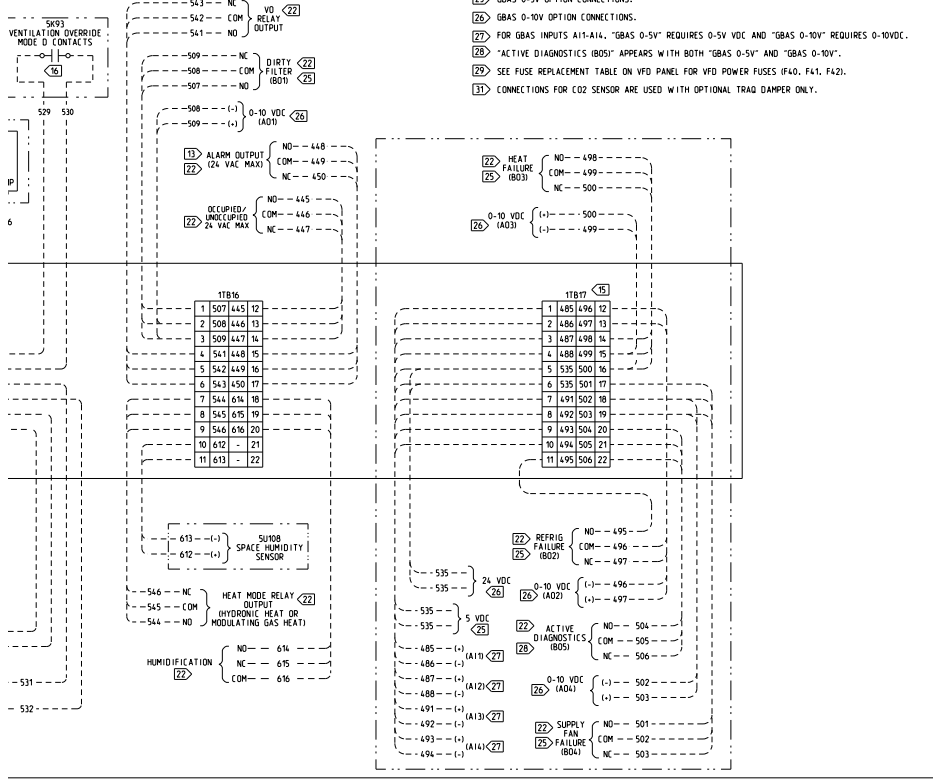 543 NC
542 COM
541 NO
VO
RELAY
OUTPUT
22
5K93
VENTILATION OVERRIDE
MODE D CONTACTS
16
529 530
509 NC
508 COM
507 NO
DIRTY
FILTER
(BO1)
22
25
508 (-)
509 (+)
0-10 VDC
(AO1)
26
13 ALARM OUTPUT
22 (24 VAC MAX)
NO 448
COM 449
NC 450
22 OCCUPIED/
UNOCCUPIED
24 VAC MAX
NO 445
COM 446
NC 447
26 GBAS 0-10V OPTION CONNECTIONS.
27 FOR GBAS INPUTS AI1-AI4, "GBAS 0-5V" REQUIRES 0-5V VDC AND "GBAS 0-10V" REQUIRES 0-10VDC.
28 "ACTIVE DIAGNOSTICS (BO5)" APPEARS WITH BOTH "GBAS 0-5V" AND "GBAS 0-10V".
29 SEE FUSE REPLACEMENT TABLE ON VFD PANEL FOR VFD POWER FUSES (F40, F41, F42).
31 CONNECTIONS FOR CO2 SENSOR ARE USED WITH OPTIONAL TRAQ DAMPER ONLY.
22 HEAT
25 FAILURE
(BO3)
NO 498
COM 499
NC 500
26 0-10 VDC
(AO3)
(+) 500
(-) 499
1TB16
1 507 445 12
2 508 446 13
3 509 447 14
4 541 448 15
5 542 449 16
6 543 450 17
7 544 614 18
8 545 615 19
9 546 616 20
10 612 - 21
11 613 - 22
1TB17 15
1 485 496 12
2 486 497 13
3 487 498 14
4 488 499 15
5 535 500 16
6 535 501 17
7 491 502 18
8 492 503 19
9 493 504 20
10 494 505 21
11 495 506 22
613 (-)
612 (+)
5U108
SPACE HUMIDITY
SENSOR
546 NC
545 COM
544 NO
HEAT MODE RELAY
OUTPUT
(HYDRONIC HEAT OR
MODULATING GAS HEAT)
22
HUMIDIFICATION
22
NO 614
NC 615
COM 616
531
532
22 REFRIG
25 FAILURE
(BO2)
NO 495
COM 496
NC 497
535
535
24 VDC
26
26 0-10 VDC
(AO2)
(-) 496
(+) 497
535
535
5 VDC
25
22 ACTIVE
28 DIAGNOSTICS
(BO5)
NO 504
COM 505
NC 506
485 (+)
486 (-)
(AI1) 27
487 (+)
488 (-)
(AI2) 27
491 (+)
492 (-)
(AI3) 27
493 (+)
494 (-)
(AI4) 27
26 0-10 VDC
(AO4)
(-) 502
(+) 503
22 SUPPLY
FAN
25 FAILURE
(BO4)
NO 501
COM 502
NC 503